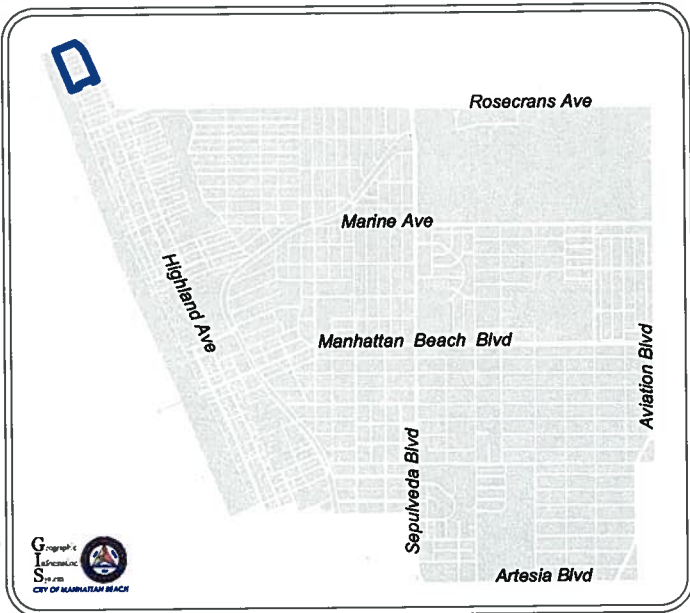 Rosecrans Ave
Marine Ave
Highland Ave
Manhattan Beach Blvd
Aviation Blvd
Sepulveda Blvd
Artesia Blvd
Geographic
Information
System
CITY OF MANHATTAN BEACH